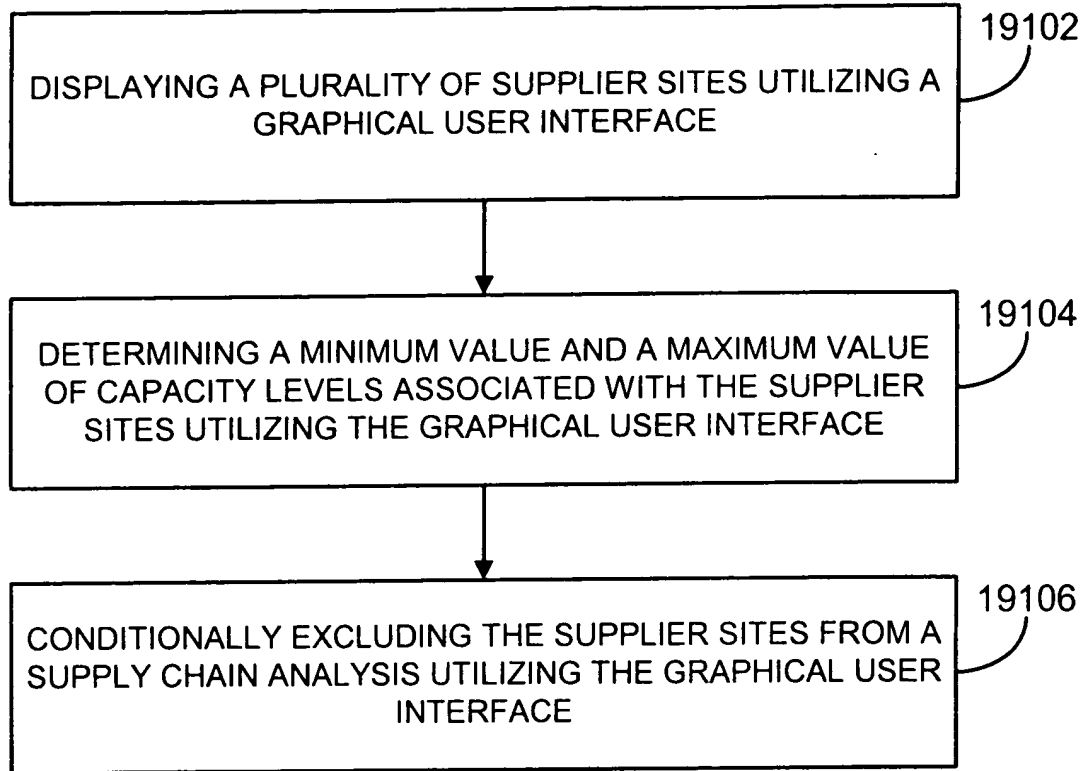 19102
DISPLAYING A PLURALITY OF SUPPLIER SITES UTILIZING A
GRAPHICAL USER INTERFACE
19104
DETERMINING A MINIMUM VALUE AND A MAXIMUM VALUE
OF CAPACITY LEVELS ASSOCIATED WITH THE SUPPLIER
SITES UTILIZING THE GRAPHICAL USER INTERFACE
19106
CONDITIONALLY EXCLUDING THE SUPPLIER SITES FROM A
SUPPLY CHAIN ANALYSIS UTILIZING THE GRAPHICAL USER
INTERFACE